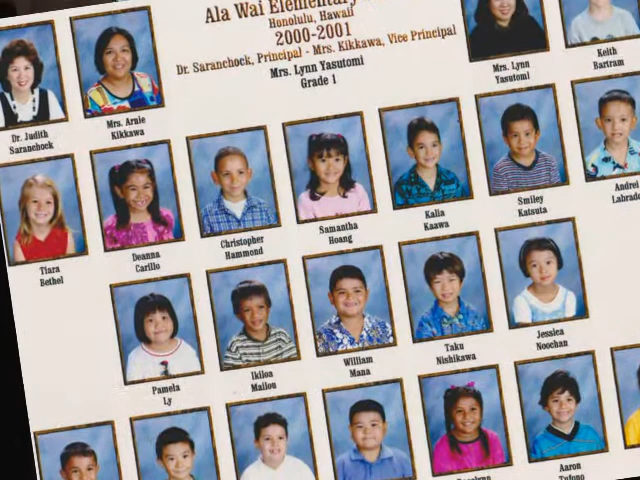 Ala Wai Elementary
Honolulu, Hawaii
2000-2001
Dr. Saranchock, Principal - Mrs. Kikkawa, Vice Principal
Mrs. Lynn Yasutomi
Grade 1
Dr. Judith
Saranchock
Mrs. Arnie
Kikkawa
Mrs. Lynn
Yasutomi
Keith
Bartram
Tiara
Bethel
Deanna
Carillo
Christopher
Hammond
Samantha
Hoang
Kalia
Kaawa
Smiley
Katsuta
Andrei
Labrado
Pamela
Ly
Ikiloa
Mailou
William
Mana
Taku
Nishikawa
Jessica
Noochan
Aaron
Tufono